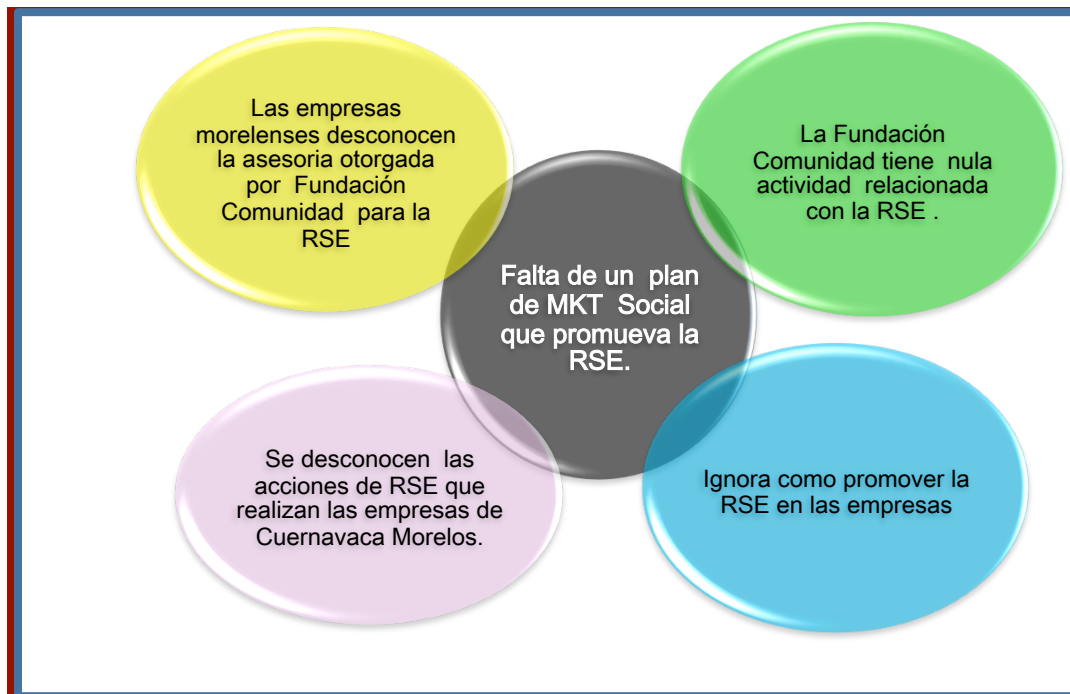 Las empresas
morelenses desconocen
la asesoria otorgada
por Fundación
Comunidad para la
RSE
La Fundación
Comunidad tiene nula
actividad relacionada
con la RSE .
Falta de un plan
de MKT Social
que promueva la
RSE.
Se desconocen las
acciones de RSE que
realizan las empresas de
Cuernavaca Morelos.
Ignora como promover la
RSE en las empresas